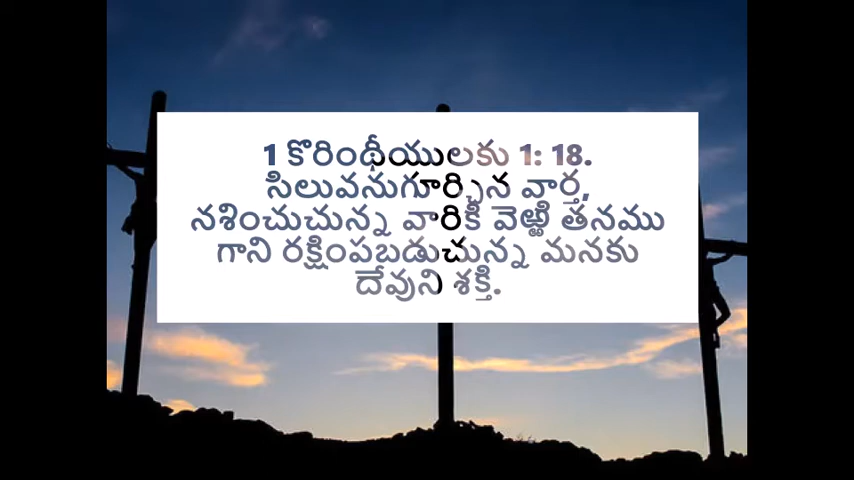 1 కొరింథీయులకు 1: 18.
సిలువనుగూర్చిన వార్త,
నశించుచున్న వారికి వెఱ్ఱి తనము
గాని రక్షింపబడుచున్న మనకు
దేవుని శక్తి.